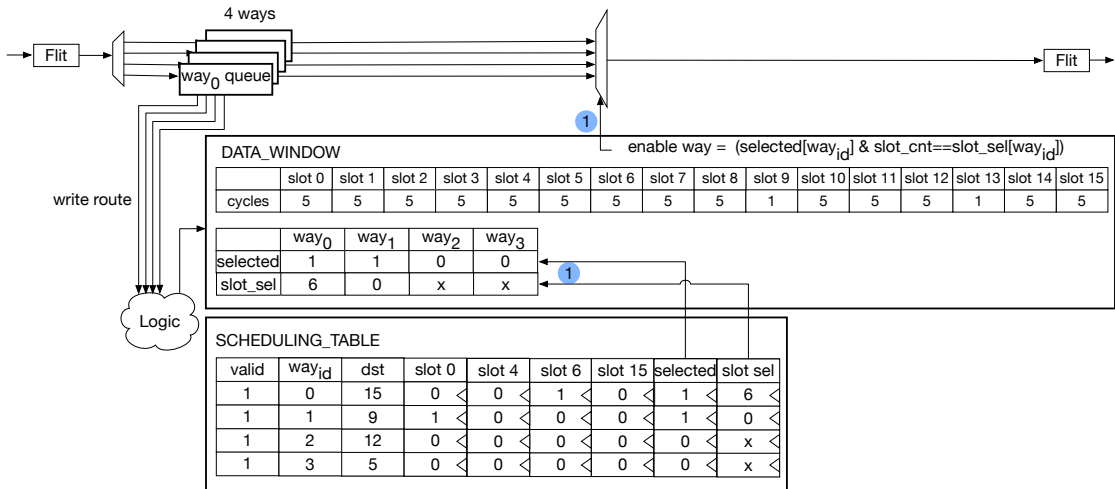 4 ways
Flit
way0 queue
Flit
1
enable way = (selected[wayid] & slot_cnt==slot_sel[wayid])
DATA_WINDOW
slot 0 slot 1 slot 2 slot 3 slot 4 slot 5 slot 6 slot 7 slot 8 slot 9 slot 10 slot 11 slot 12 slot 13 slot 14 slot 15
cycles 5 5 5 5 5 5 5 5 5 1 5 5 5 1 5 5
write route
way0 way1 way2 way3
selected 1 1 0 0
slot_sel 6 0 x x
1
Logic
SCHEDULING_TABLE
valid wayid dst slot 0 slot 4 slot 6 slot 15 selected slot sel
1 0 15 0 0 1 0 1 6
1 1 9 1 0 0 0 1 0
1 2 12 0 0 0 0 0 x
1 3 5 0 0 0 0 0 x